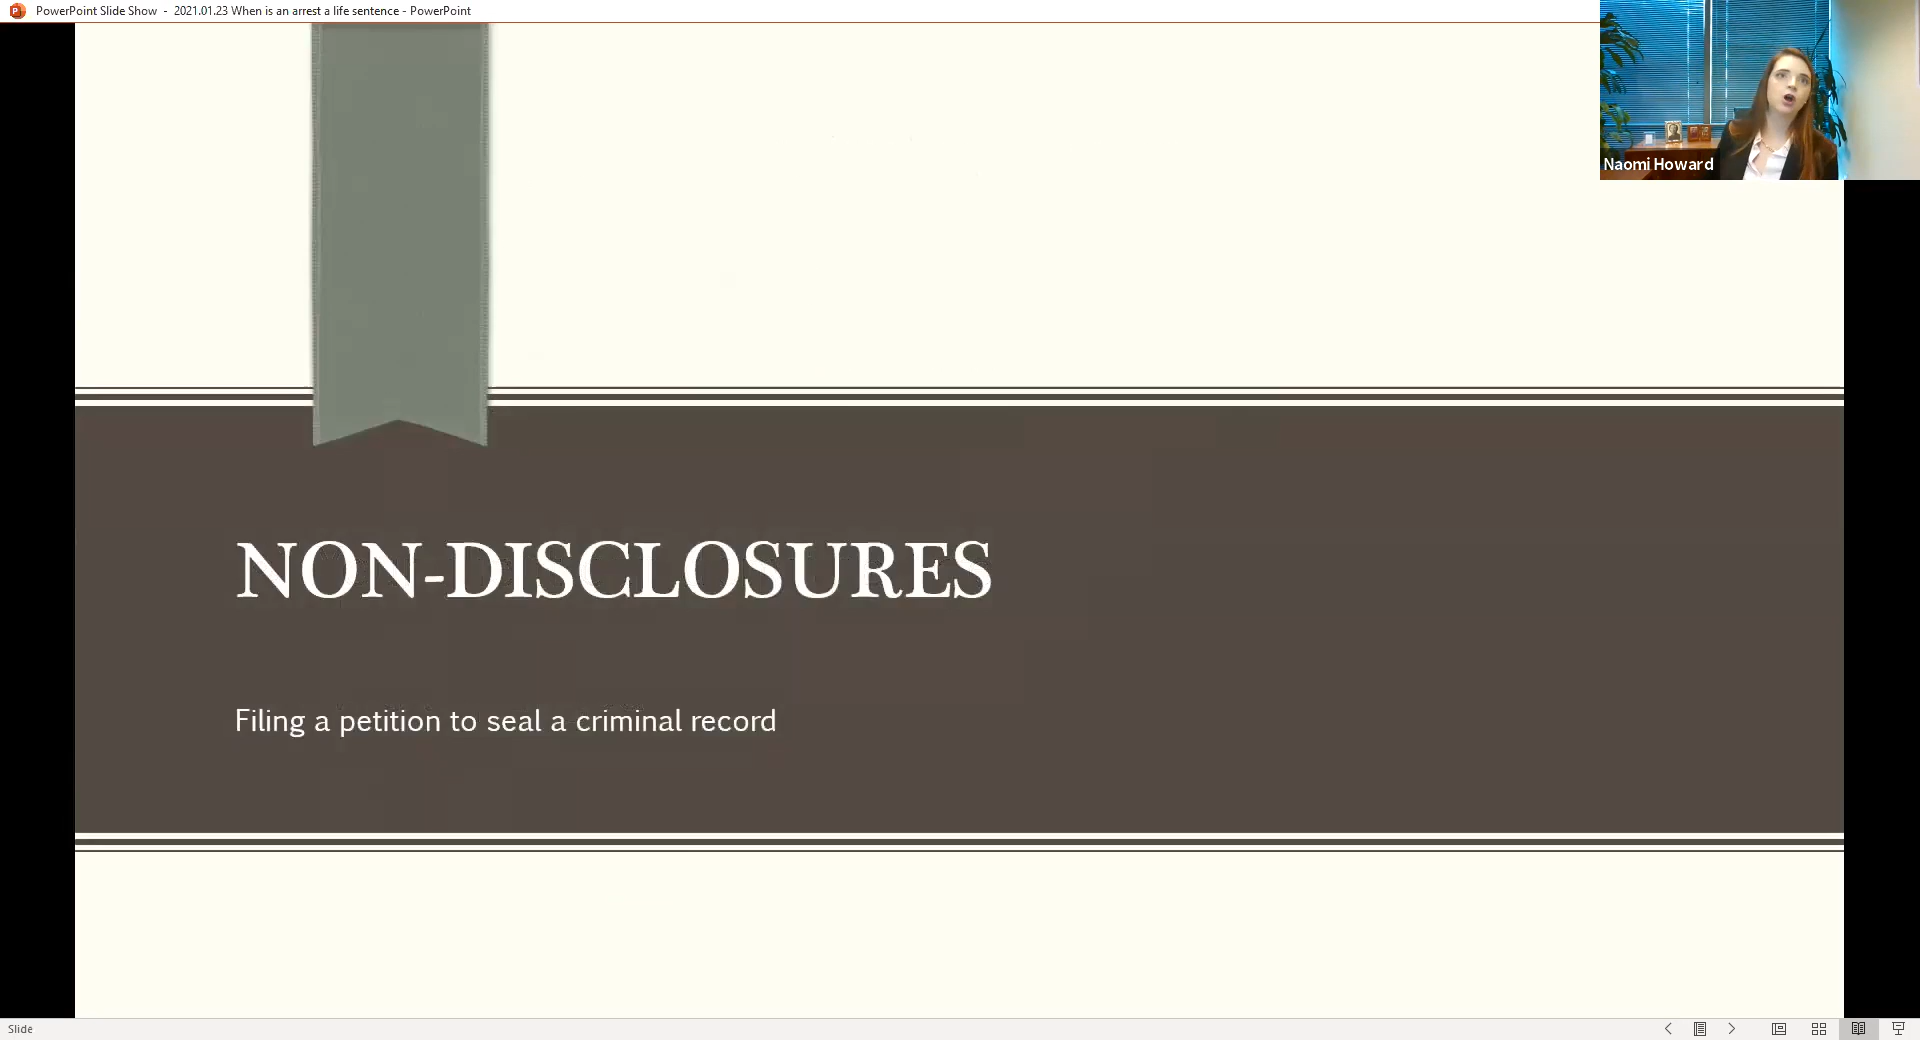 PowerPoint Slide Show - 2021.01.23 When is an arrest a life sentence - PowerPoint
Naomi Howard
NON-DISCLOSURES
Filing a petition to seal a criminal record
Slide